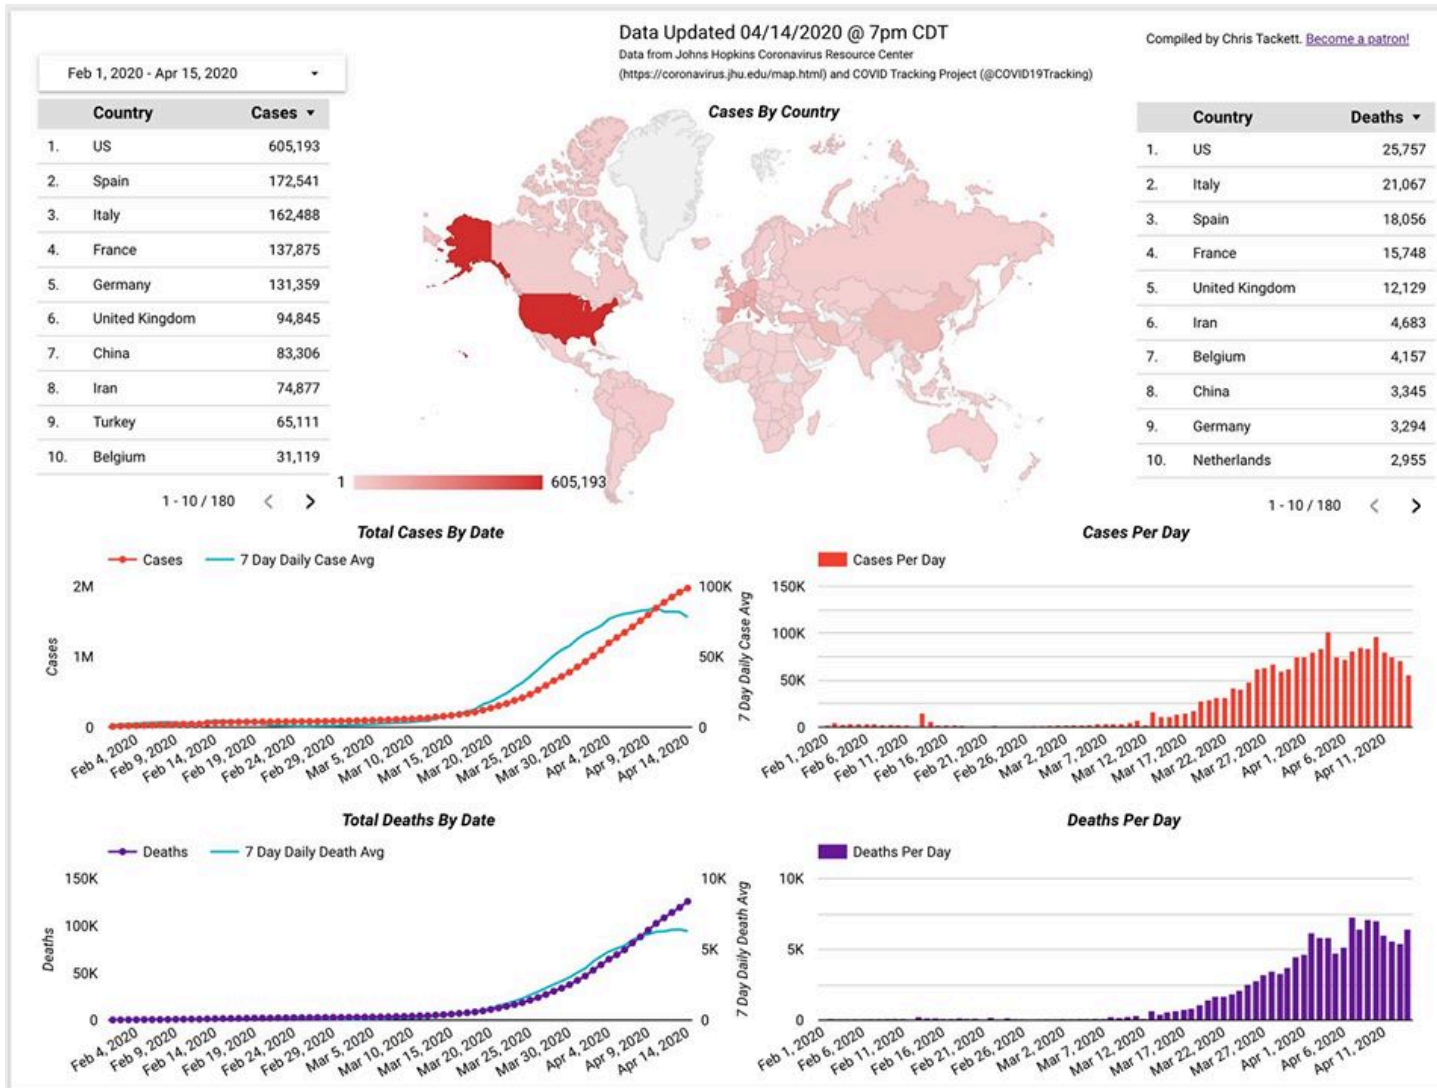 Data Updated 04/14/2020 @ 7pm CDT
Data from Johns Hopkins Coronavirus Resource Center
(https://coronavirus.jhu.edu/map.html) and COVID Tracking Project (@COVID19Tracking)
Compiled by Chris Tackett. Become a patron!
Feb 1, 2020 - Apr 15, 2020
Country Cases
1. US 605,193
2. Spain 172,541
3. Italy 162,488
4. France 137,875
5. Germany 131,359
6. United Kingdom 94,845
7. China 83,306
8. Iran 74,877
9. Turkey 65,111
10. Belgium 31,119
1 - 10 / 180
Cases By Country
1 605,193
Country Deaths
1. US 25,757
2. Italy 21,067
3. Spain 18,056
4. France 15,748
5. United Kingdom 12,129
6. Iran 4,683
7. Belgium 4,157
8. China 3,345
9. Germany 3,294
10. Netherlands 2,955
1 - 10 / 180
Total Cases By Date
Cases 7 Day Daily Case Avg
2M
1M
0
Cases
100K
50K
0
7 Day Daily Case Avg
Feb 4, 2020 Feb 9, 2020 Feb 14, 2020 Feb 19, 2020 Feb 24, 2020 Feb 29, 2020 Mar 5, 2020 Mar 10, 2020 Mar 15, 2020 Mar 20, 2020 Mar 25, 2020 Mar 30, 2020 Apr 4, 2020 Apr 9, 2020 Apr 14, 2020
Cases Per Day
Cases Per Day
150K
100K
50K
0
Feb 1, 2020 Feb 6, 2020 Feb 11, 2020 Feb 16, 2020 Feb 21, 2020 Feb 26, 2020 Mar 2, 2020 Mar 7, 2020 Mar 12, 2020 Mar 17, 2020 Mar 22, 2020 Mar 27, 2020 Apr 1, 2020 Apr 6, 2020 Apr 11, 2020
Total Deaths By Date
Deaths 7 Day Daily Death Avg
150K
100K
50K
0
Deaths
10K
5K
0
7 Day Daily Death Avg
Feb 4, 2020 Feb 9, 2020 Feb 14, 2020 Feb 19, 2020 Feb 24, 2020 Feb 29, 2020 Mar 5, 2020 Mar 10, 2020 Mar 15, 2020 Mar 20, 2020 Mar 25, 2020 Mar 30, 2020 Apr 4, 2020 Apr 9, 2020 Apr 14, 2020
Deaths Per Day
Deaths Per Day
10K
5K
0
Feb 1, 2020 Feb 6, 2020 Feb 11, 2020 Feb 16, 2020 Feb 21, 2020 Feb 26, 2020 Mar 2, 2020 Mar 7, 2020 Mar 12, 2020 Mar 17, 2020 Mar 22, 2020 Mar 27, 2020 Apr 1, 2020 Apr 6, 2020 Apr 11, 2020